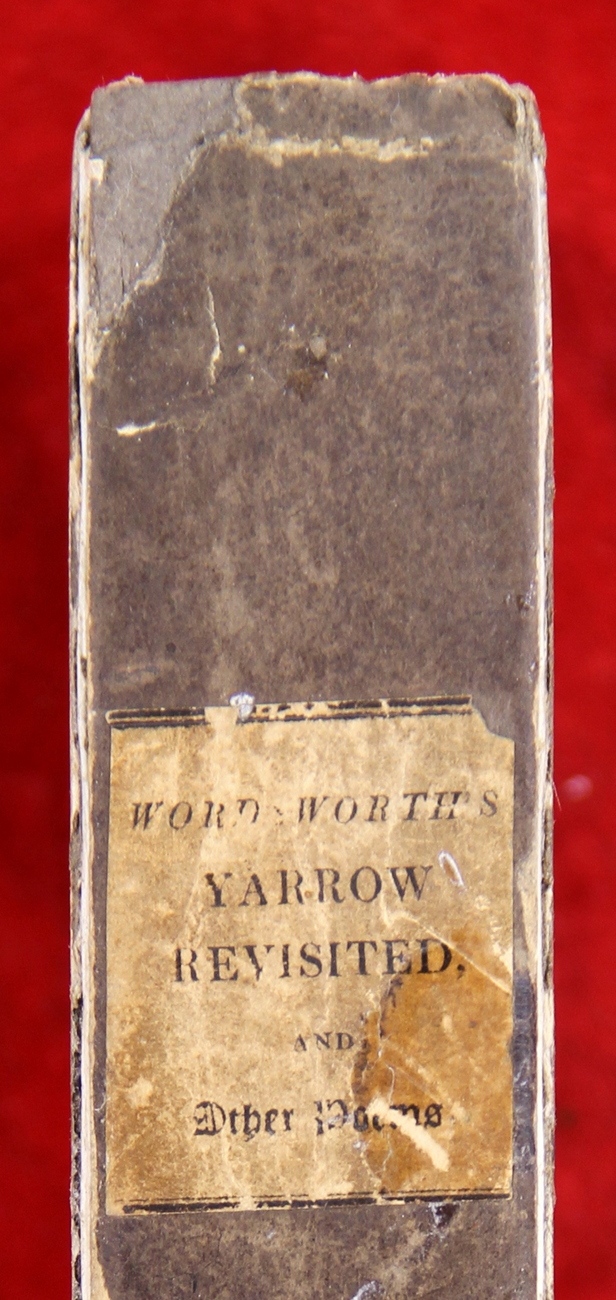 WORDSWORTH'S
YARROW
REVISITED,
AND
Other Poems